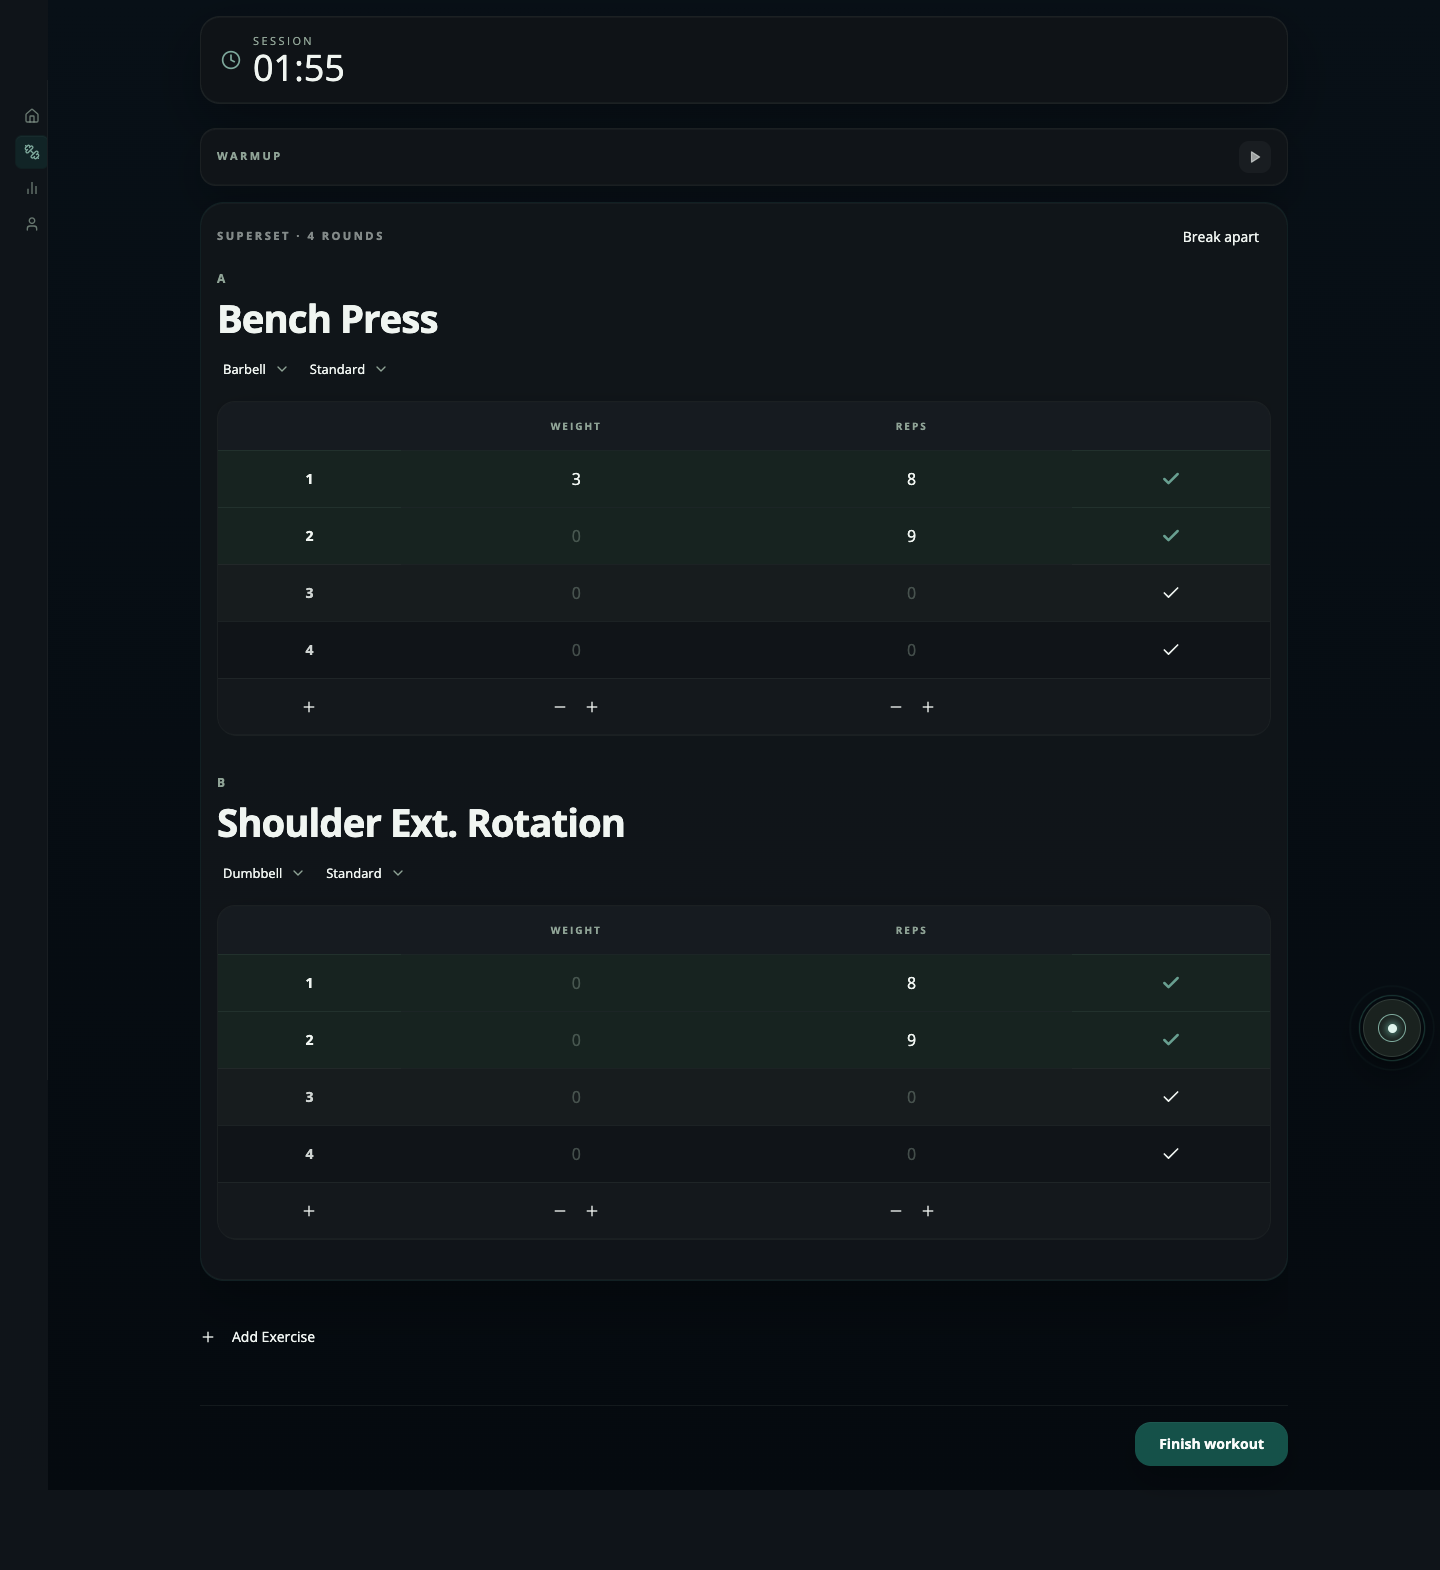 SESSION
01:55
WARMUP
SUPERSET · 4 ROUNDS
Break apart
A
Bench Press
Barbell Standard
WEIGHT REPS
1 3 8
2 0 9
3 0 0
4 0 0
+ − + − +
B
Shoulder Ext. Rotation
Dumbbell Standard
WEIGHT REPS
1 0 8
2 0 9
3 0 0
4 0 0
+ − + − +
+ Add Exercise
Finish workout